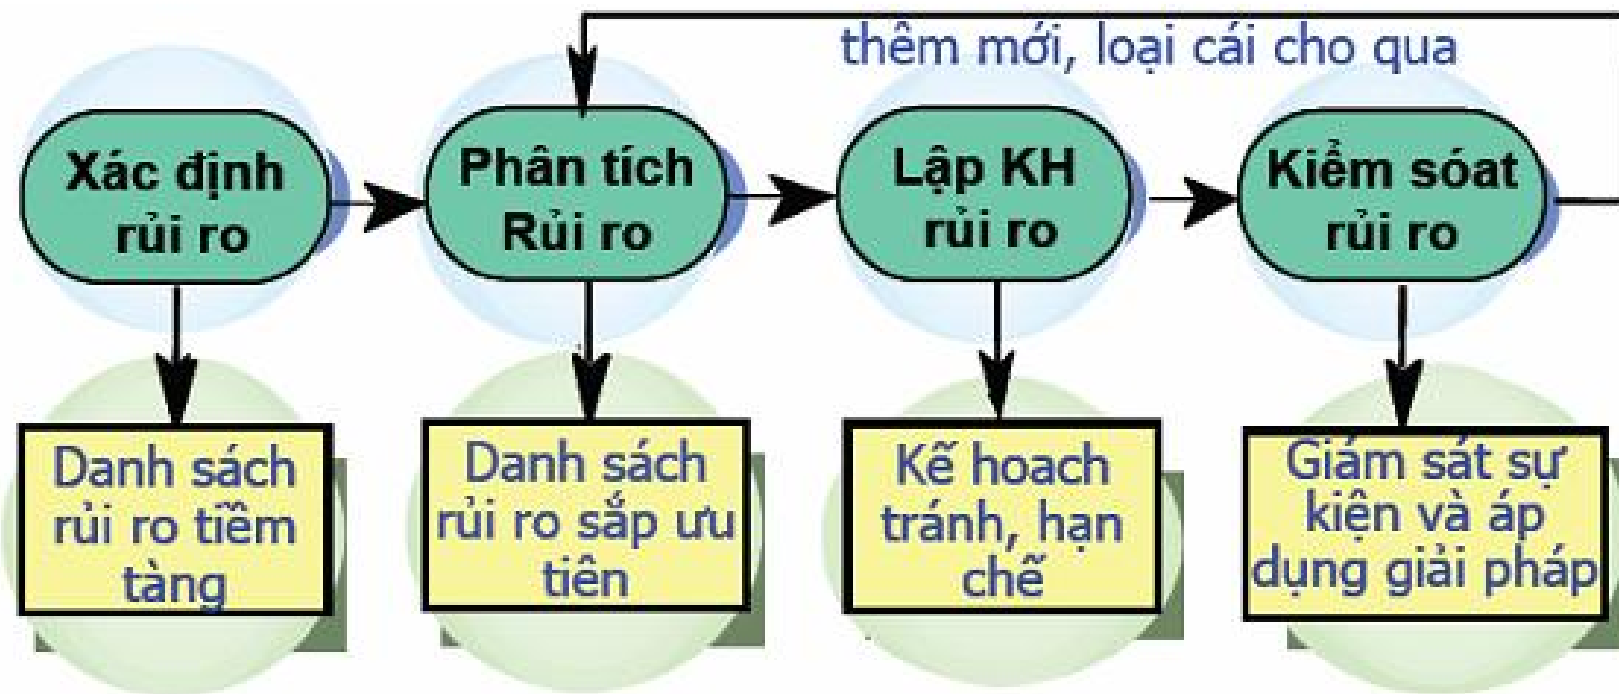 thêm mới, loại cái cho qua
Xác định
rủi ro
Phân tích
Rủi ro
Lập KH
rủi ro
Kiểm sóat
rủi ro
Danh sách
rủi ro tiềm
tàng
Danh sách
rủi ro sắp ưu
tiên
Kẽ hoach
tránh, hạn
chẽ
Giám sát sự
kiện và áp
dụng giải pháp